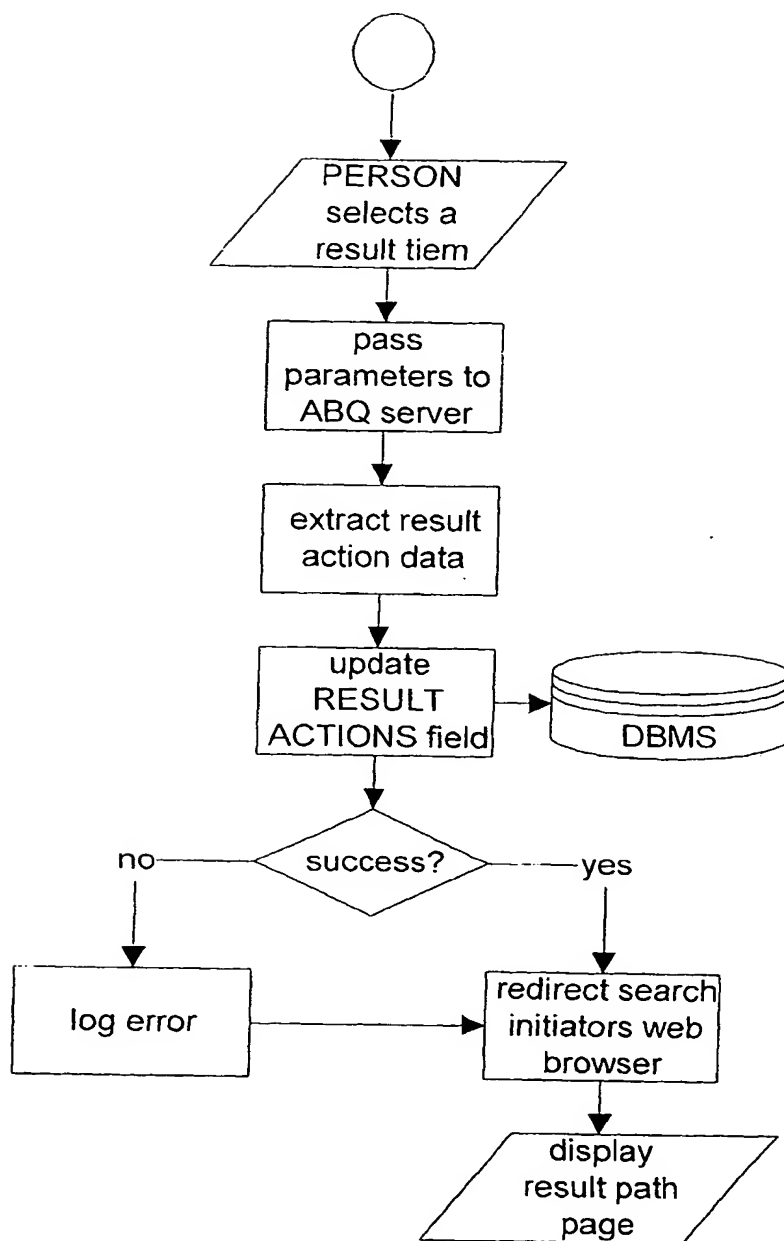 PERSON
selects a
result tiem
pass
parameters to
ABQ server
extract result
action data
update
RESULT
ACTIONS field
DBMS
success?
no
yes
log error
redirect search
initiators web
browser
display
result path
page